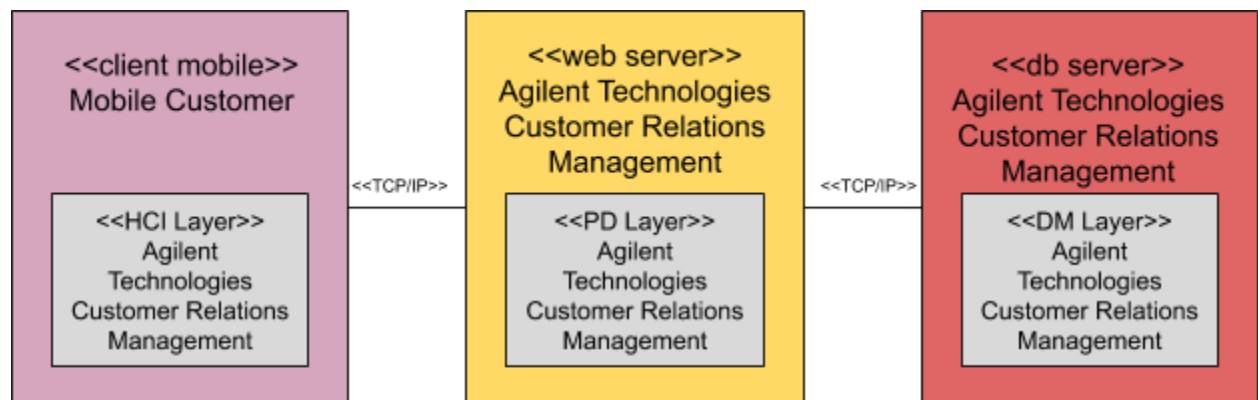 <<client mobile>>
Mobile Customer
<<HCI Layer>>
Agilent
Technologies
Customer Relations
Management
<<TCP/IP>>
<<web server>>
Agilent Technologies
Customer Relations
Management
<<PD Layer>>
Agilent
Technologies
Customer Relations
Management
<<TCP/IP>>
<<db server>>
Agilent Technologies
Customer Relations
Management
<<DM Layer>>
Agilent
Technologies
Customer Relations
Management